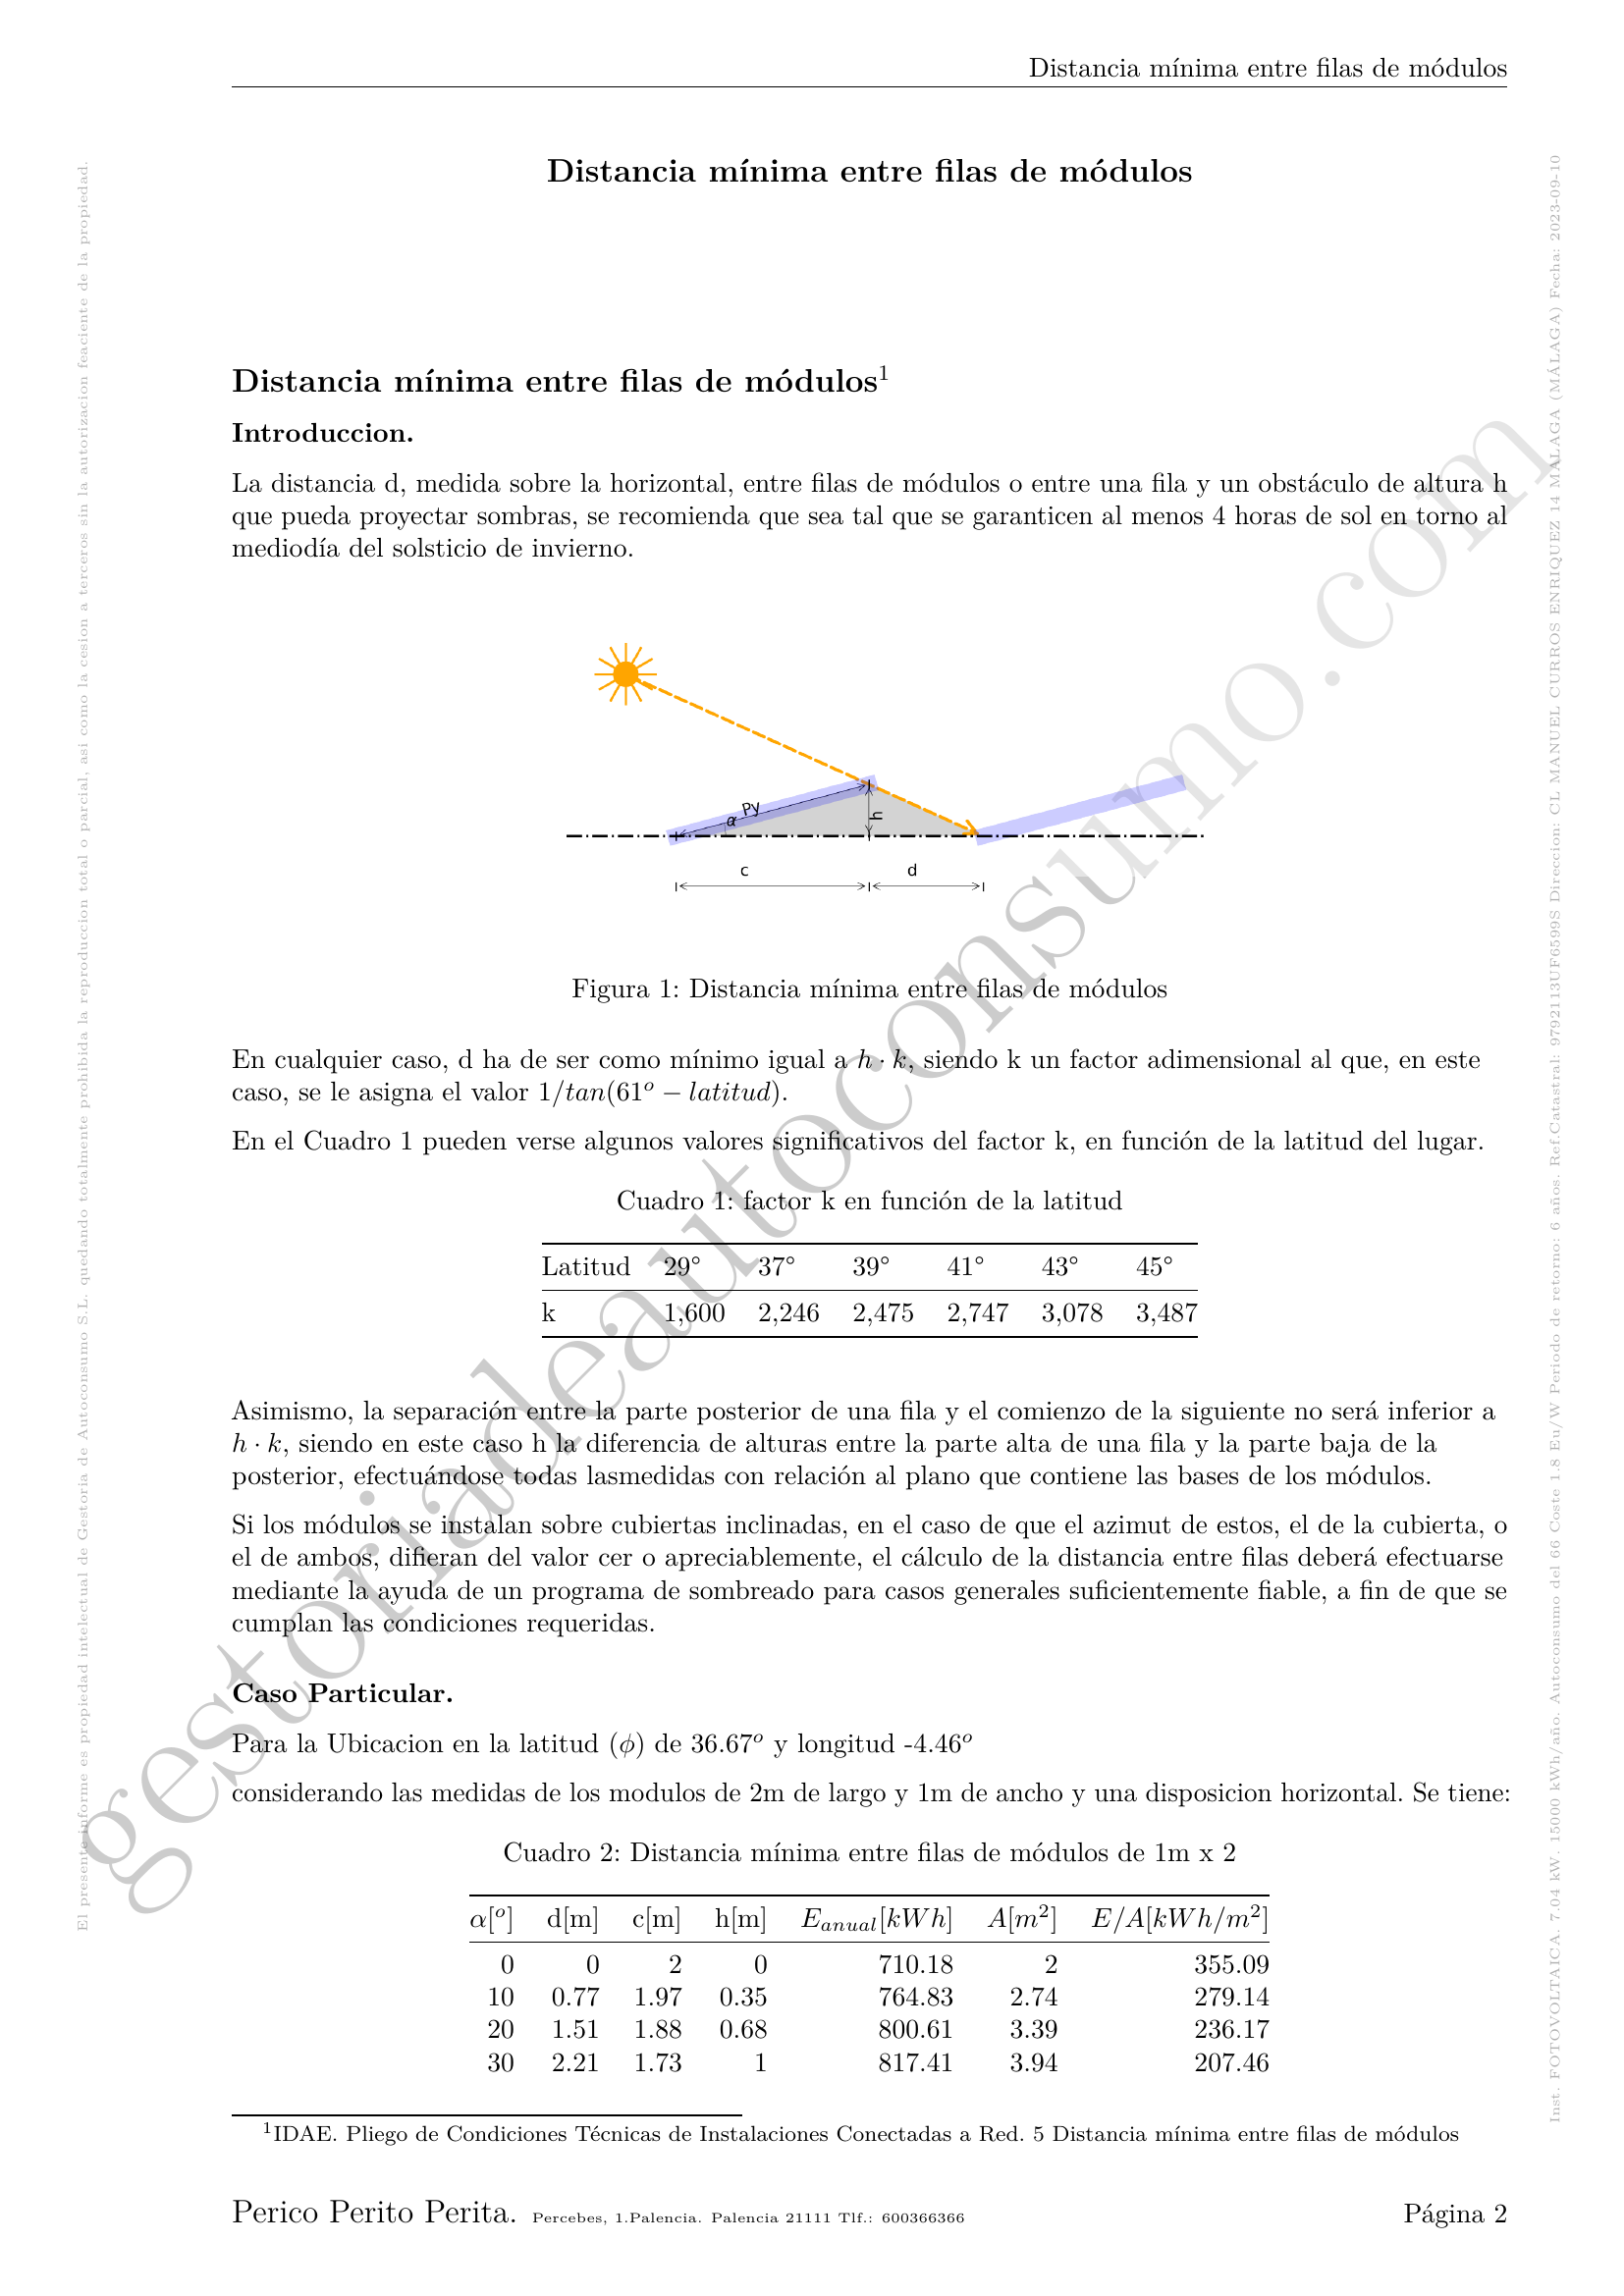 Distancia mínima entre filas de módulos
Distancia mínima entre filas de módulos
Distancia mínima entre filas de módulos¹
Introduccion.
La distancia d, medida sobre la horizontal, entre filas de módulos o entre una fila y un obstáculo de altura h
que pueda proyectar sombras, se recomienda que sea tal que se garanticen al menos 4 horas de sol en torno al
mediodía del solsticio de invierno.
Py
α
h
c d
Figura 1: Distancia mínima entre filas de módulos
En cualquier caso, d ha de ser como mínimo igual a h · k, siendo k un factor adimensional al que, en este
caso, se le asigna el valor 1/tan(61° − latitud).
En el Cuadro 1 pueden verse algunos valores significativos del factor k, en función de la latitud del lugar.
Cuadro 1: factor k en función de la latitud
Latitud 29° 37° 39° 41° 43° 45°
k 1,600 2,246 2,475 2,747 3,078 3,487
Asimismo, la separación entre la parte posterior de una fila y el comienzo de la siguiente no será inferior a
h · k, siendo en este caso h la diferencia de alturas entre la parte alta de una fila y la parte baja de la
posterior, efectuándose todas lasmedidas con relación al plano que contiene las bases de los módulos.
Si los módulos se instalan sobre cubiertas inclinadas, en el caso de que el azimut de estos, el de la cubierta, o
el de ambos, difieran del valor cer o apreciablemente, el cálculo de la distancia entre filas deberá efectuarse
mediante la ayuda de un programa de sombreado para casos generales suficientemente fiable, a fin de que se
cumplan las condiciones requeridas.
Caso Particular.
Para la Ubicacion en la latitud (ϕ) de 36.67° y longitud -4.46°
considerando las medidas de los modulos de 2m de largo y 1m de ancho y una disposicion horizontal. Se tiene:
Cuadro 2: Distancia mínima entre filas de módulos de 1m x 2
α[°] d[m] c[m] h[m] E_anual[kWh] A[m²] E/A[kWh/m²]
0 0 2 0 710.18 2 355.09
10 0.77 1.97 0.35 764.83 2.74 279.14
20 1.51 1.88 0.68 800.61 3.39 236.17
30 2.21 1.73 1 817.41 3.94 207.46
¹IDAE. Pliego de Condiciones Técnicas de Instalaciones Conectadas a Red. 5 Distancia mínima entre filas de módulos
Perico Perito Perita. Percebes, 1.Palencia. Palencia 21111 Tlf.: 600366366 Página 2
El presente informe es propiedad intelectual de Gestoria de Autoconsumo S.L. quedando totalmente prohibida la reproduccion total o parcial, asi como la cesion a terceros sin la autorizacion feaciente de la propiedad.
Inst. FOTOVOLTAICA. 7.04 kW. 15000 kWh/año. Autoconsumo del 66 Coste 1.8 Eu/W Periodo de retorno: 6 años. Ref.Catastral: 9792113UF6599S Direccion: CL MANUEL CURROS ENRIQUEZ 14 MALAGA (MÁLAGA) Fecha: 2023-09-10
gestoriadeautoconsumo.com